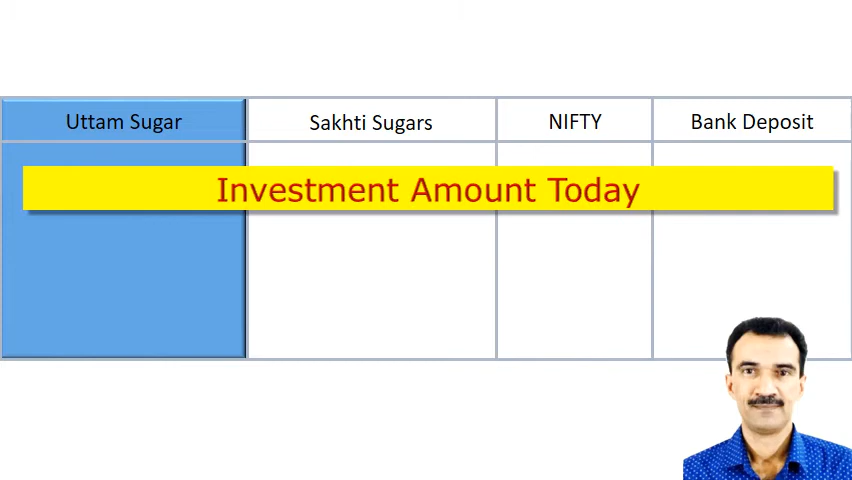 Uttam Sugar Sakhti Sugars NIFTY Bank Deposit
Investment Amount Today